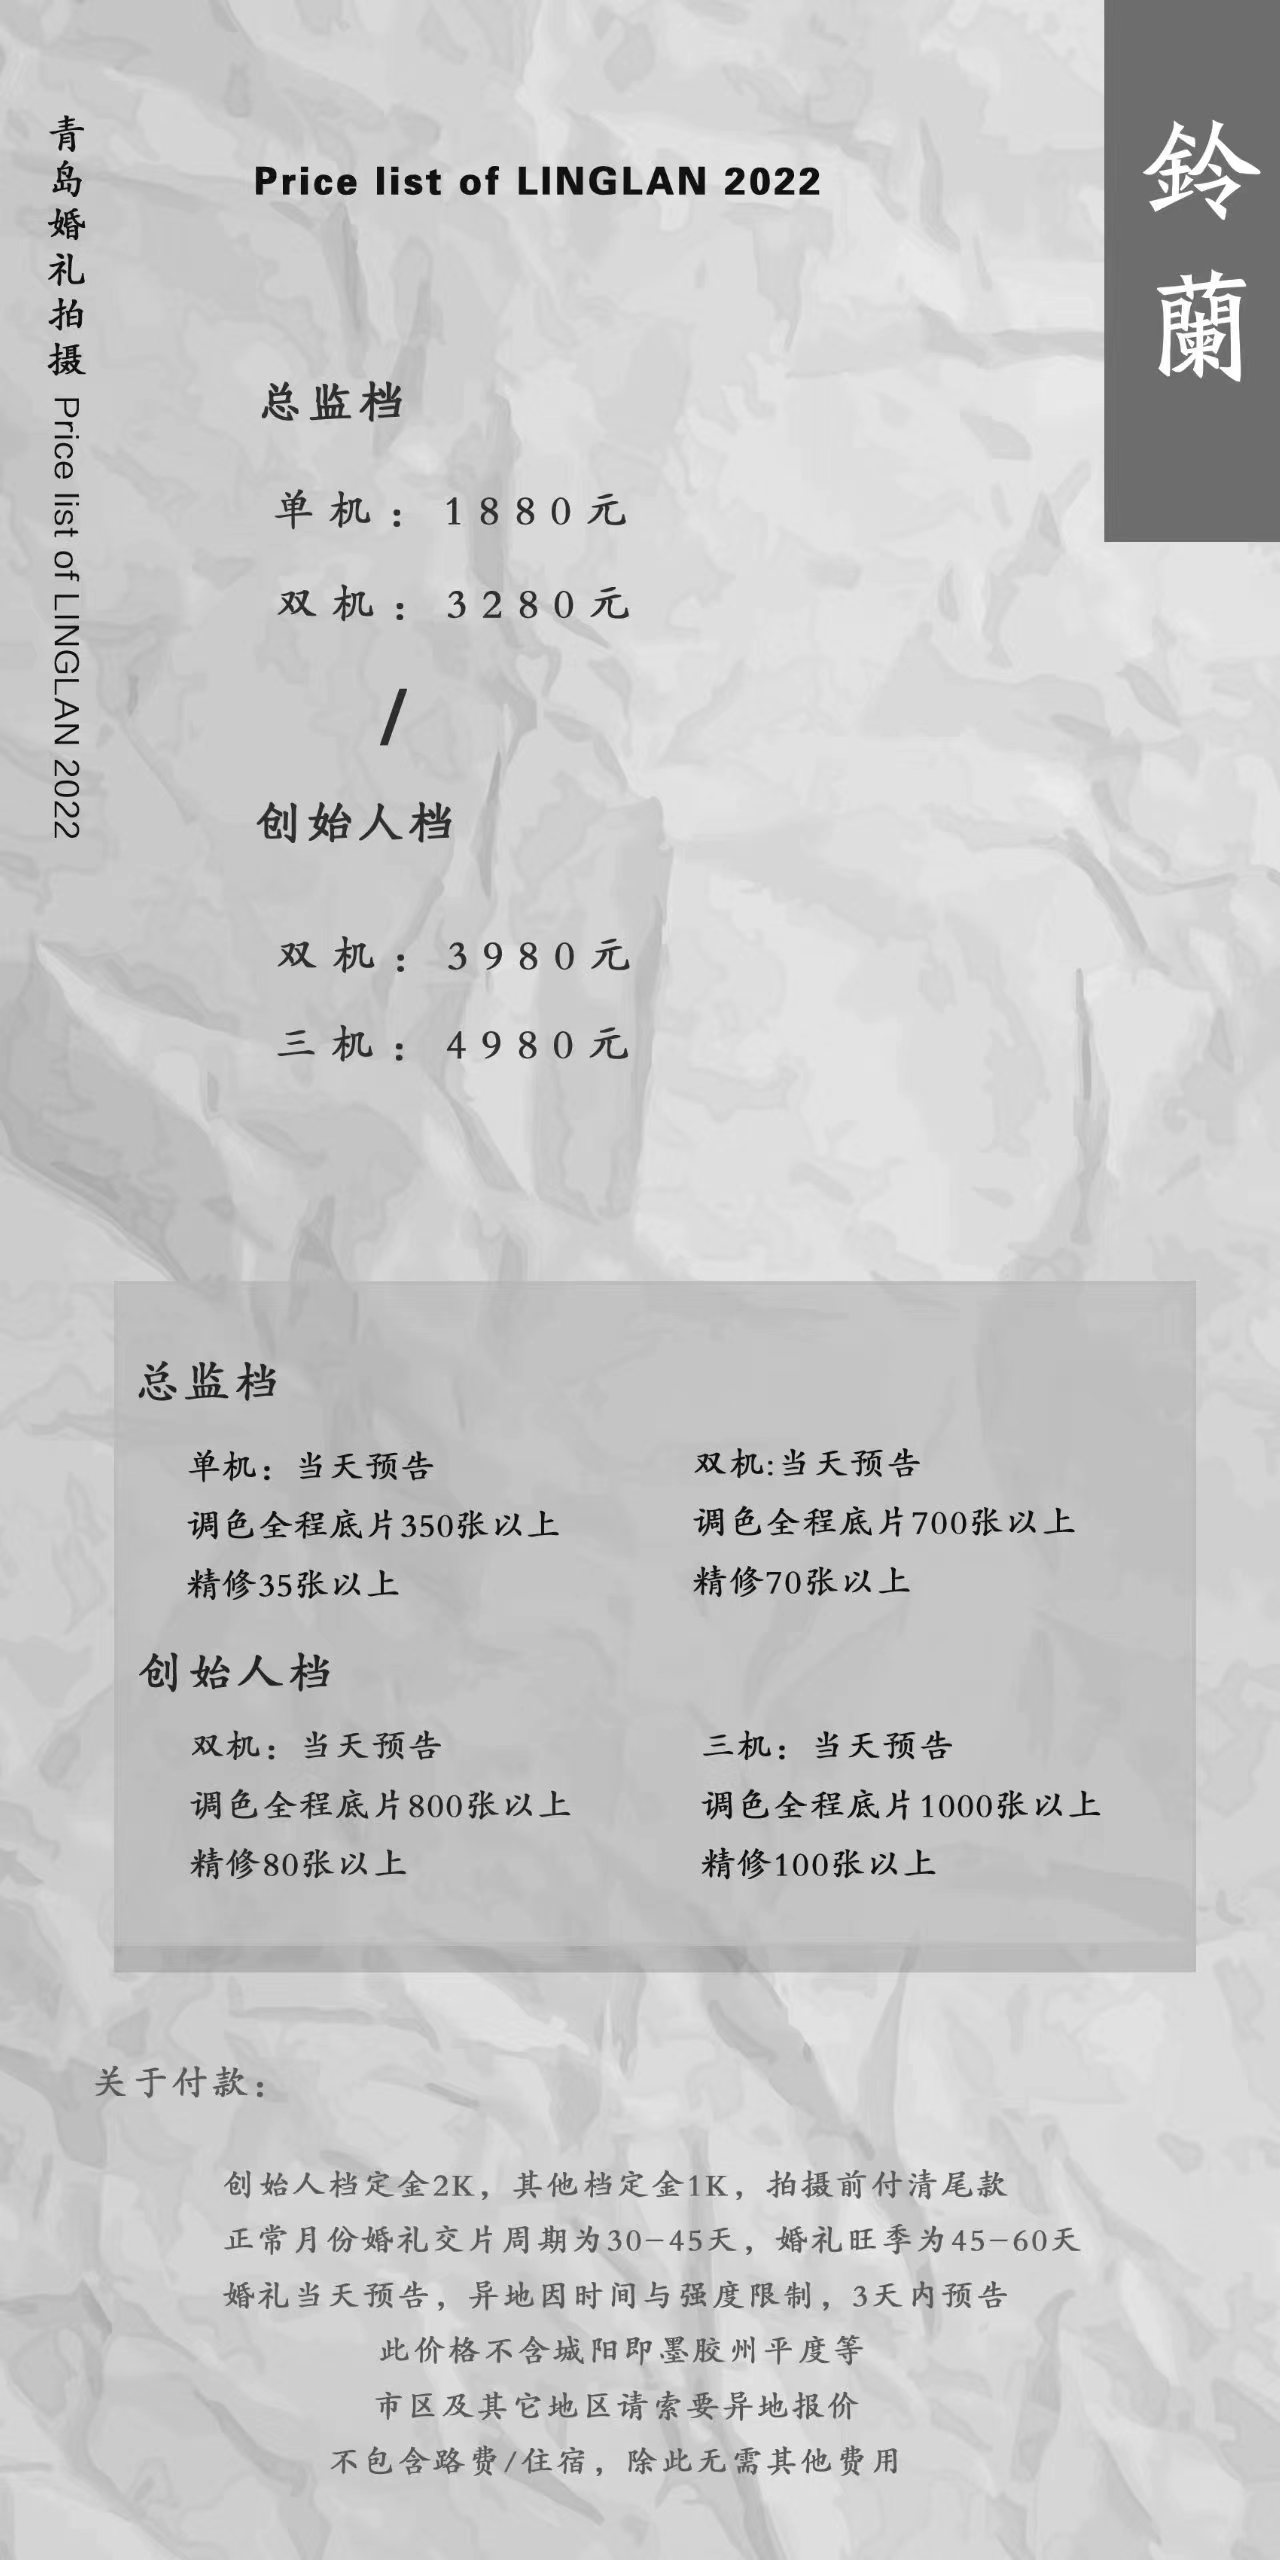 鈴蘭
青岛婚礼拍摄 Price list of LINGLAN 2022
Price list of LINGLAN 2022
总监档
单机：1880元
双机：3280元
/
创始人档
双机：3980元
三机：4980元
总监档
单机：当天预告
调色全程底片350张以上
精修35张以上
双机:当天预告
调色全程底片700张以上
精修70张以上
创始人档
双机：当天预告
调色全程底片800张以上
精修80张以上
三机：当天预告
调色全程底片1000张以上
精修100张以上
关于付款：
创始人档定金2K，其他档定金1K，拍摄前付清尾款
正常月份婚礼交片周期为30-45天，婚礼旺季为45-60天
婚礼当天预告，异地因时间与强度限制，3天内预告
此价格不含城阳即墨胶州平度等
市区及其它地区请索要异地报价
不包含路费/住宿，除此无需其他费用